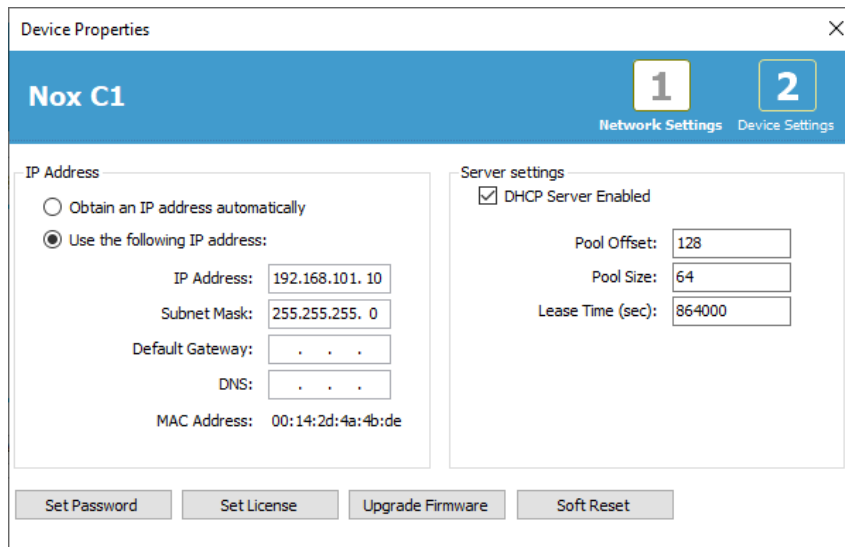 Device Properties
Nox C1
1
Network Settings
2
Device Settings
IP Address
Obtain an IP address automatically
Use the following IP address:
IP Address: 192.168.101. 10
Subnet Mask: 255.255.255. 0
Default Gateway: . . .
DNS: . . .
MAC Address: 00:14:2d:4a:4b:de
Server settings
DHCP Server Enabled
Pool Offset: 128
Pool Size: 64
Lease Time (sec): 864000
Set Password
Set License
Upgrade Firmware
Soft Reset